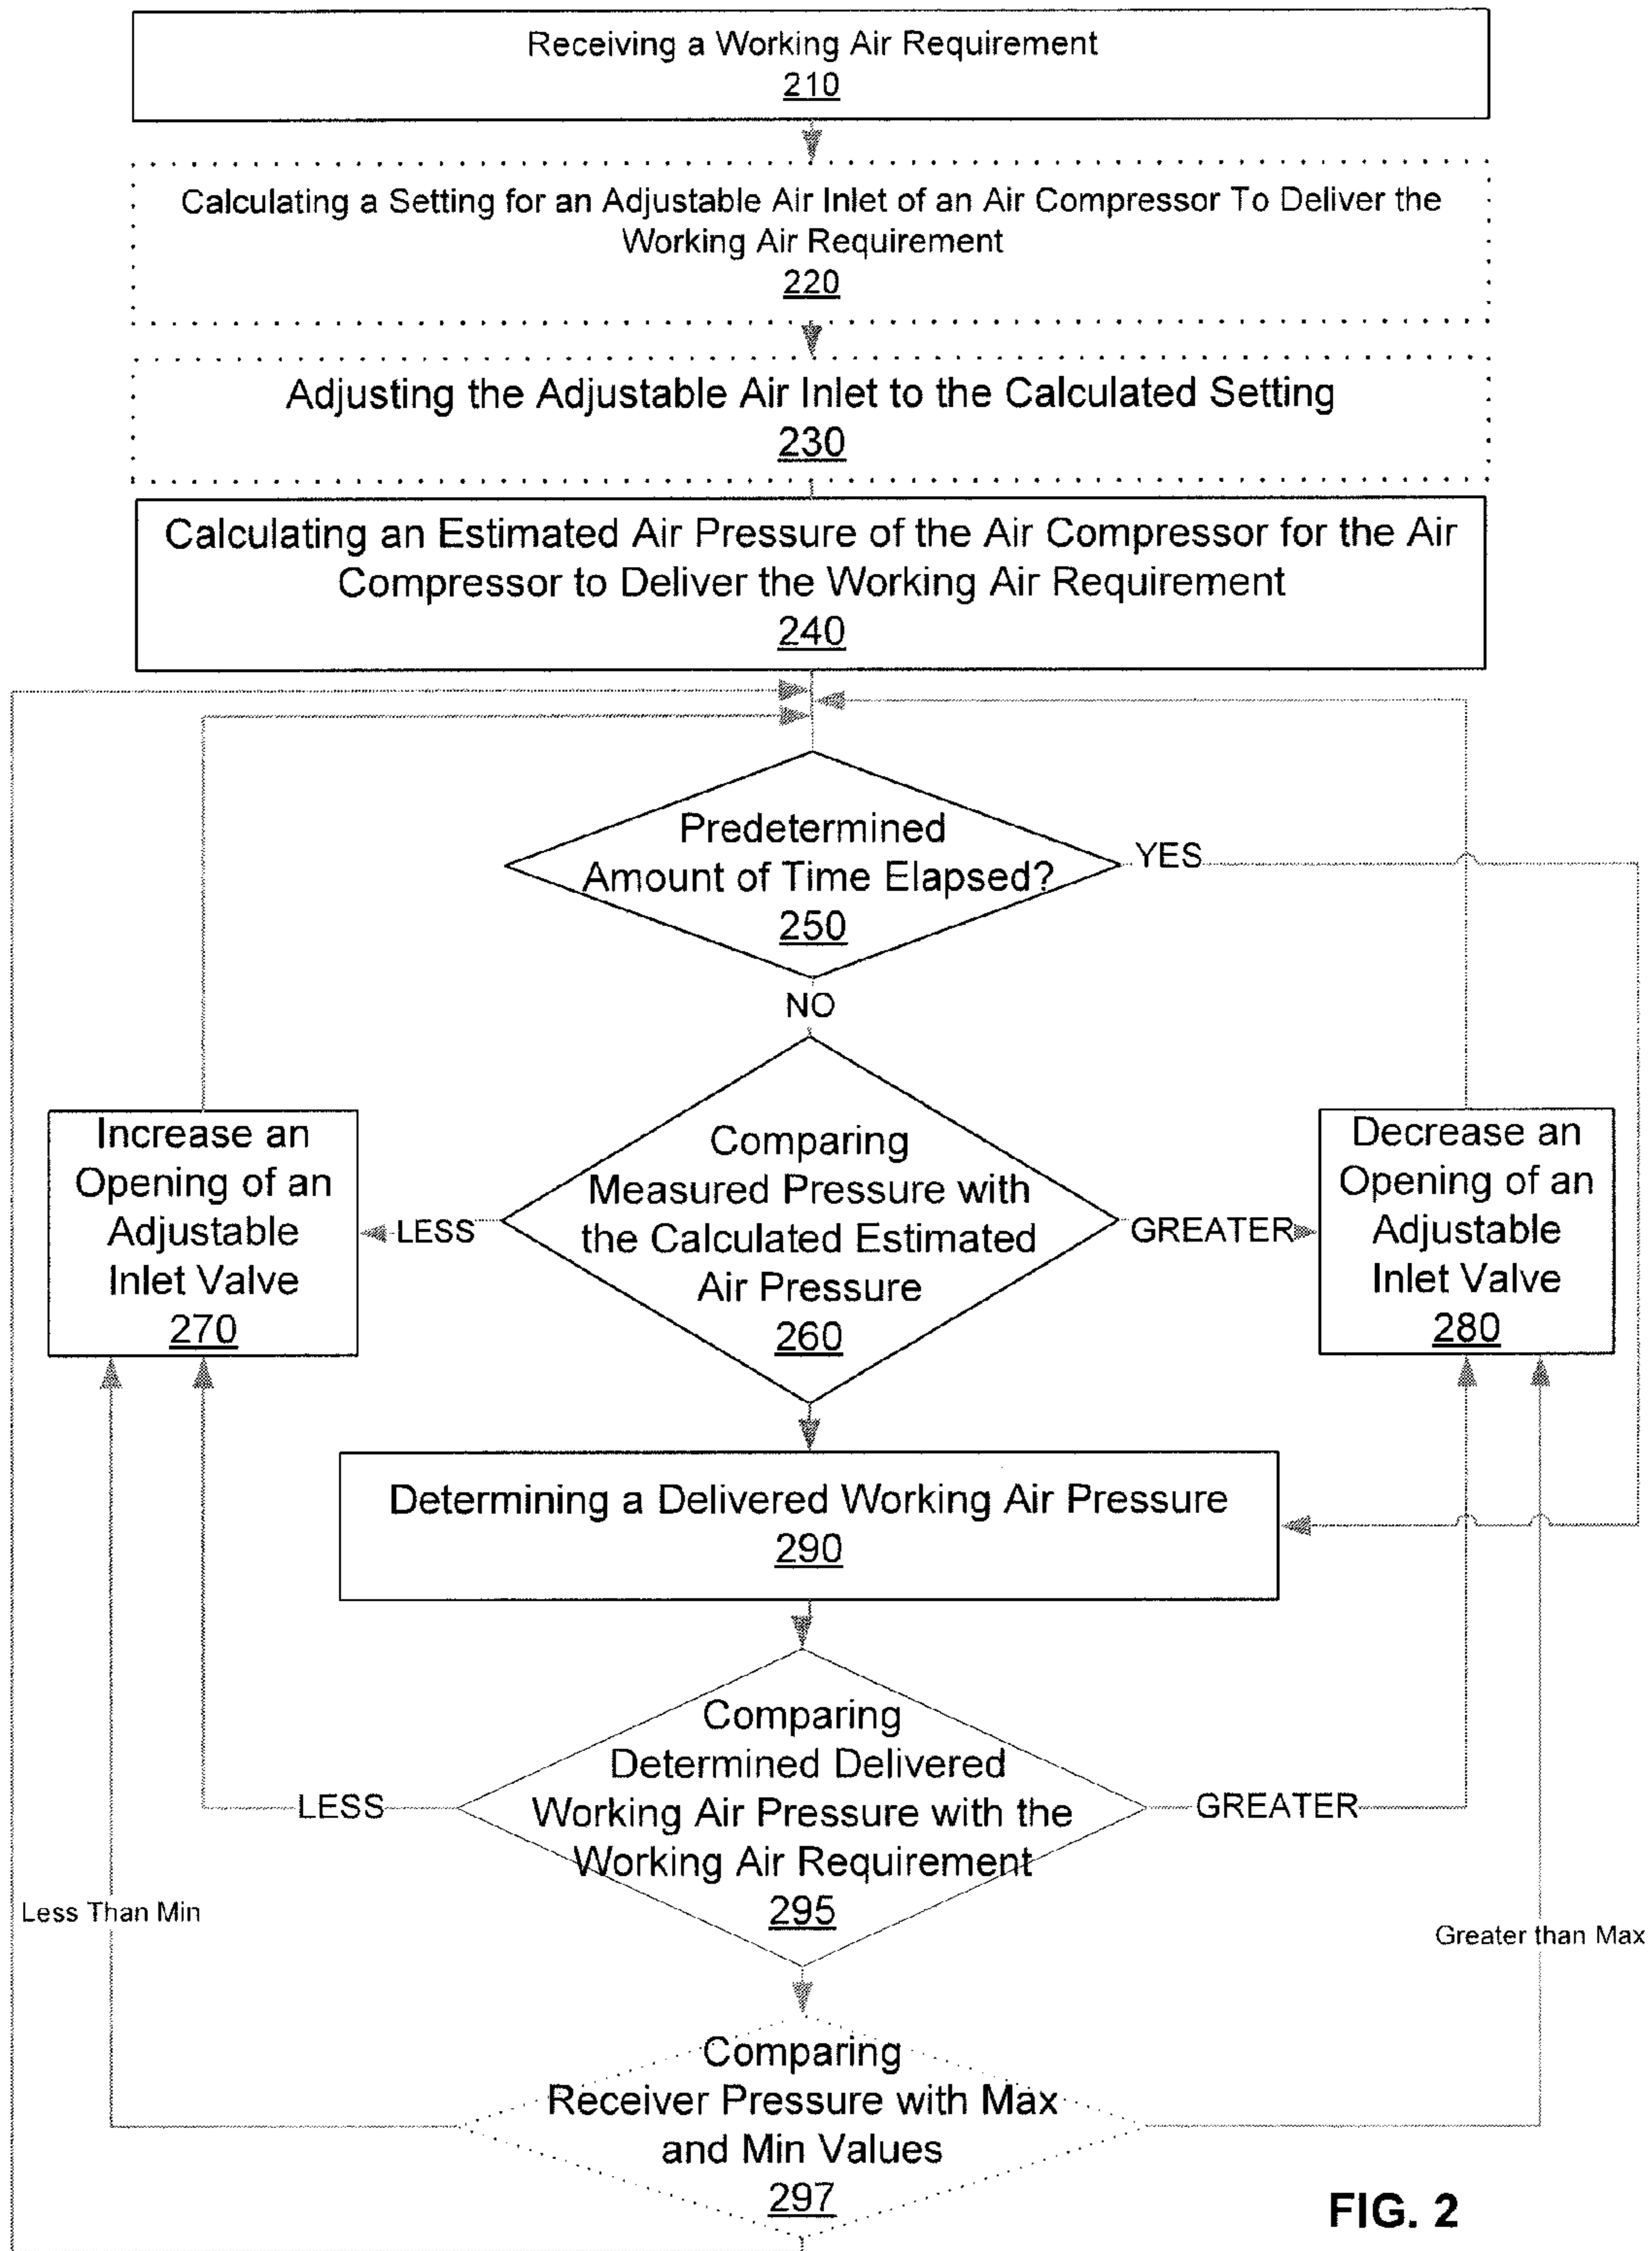 Receiving a Working Air Requirement
210
Calculating a Setting for an Adjustable Air Inlet of an Air Compressor To Deliver the
Working Air Requirement
220
Adjusting the Adjustable Air Inlet to the Calculated Setting
230
Calculating an Estimated Air Pressure of the Air Compressor for the Air
Compressor to Deliver the Working Air Requirement
240
Predetermined
Amount of Time Elapsed?
250
YES
NO
Increase an
Opening of an
Adjustable
Inlet Valve
270
LESS
Comparing
Measured Pressure with
the Calculated Estimated
Air Pressure
260
GREATER
Decrease an
Opening of an
Adjustable
Inlet Valve
280
Determining a Delivered Working Air Pressure
290
LESS
Comparing
Determined Delivered
Working Air Pressure with the
Working Air Requirement
295
GREATER
Less Than Min
Greater than Max
Comparing
Receiver Pressure with Max
and Min Values
297
FIG. 2